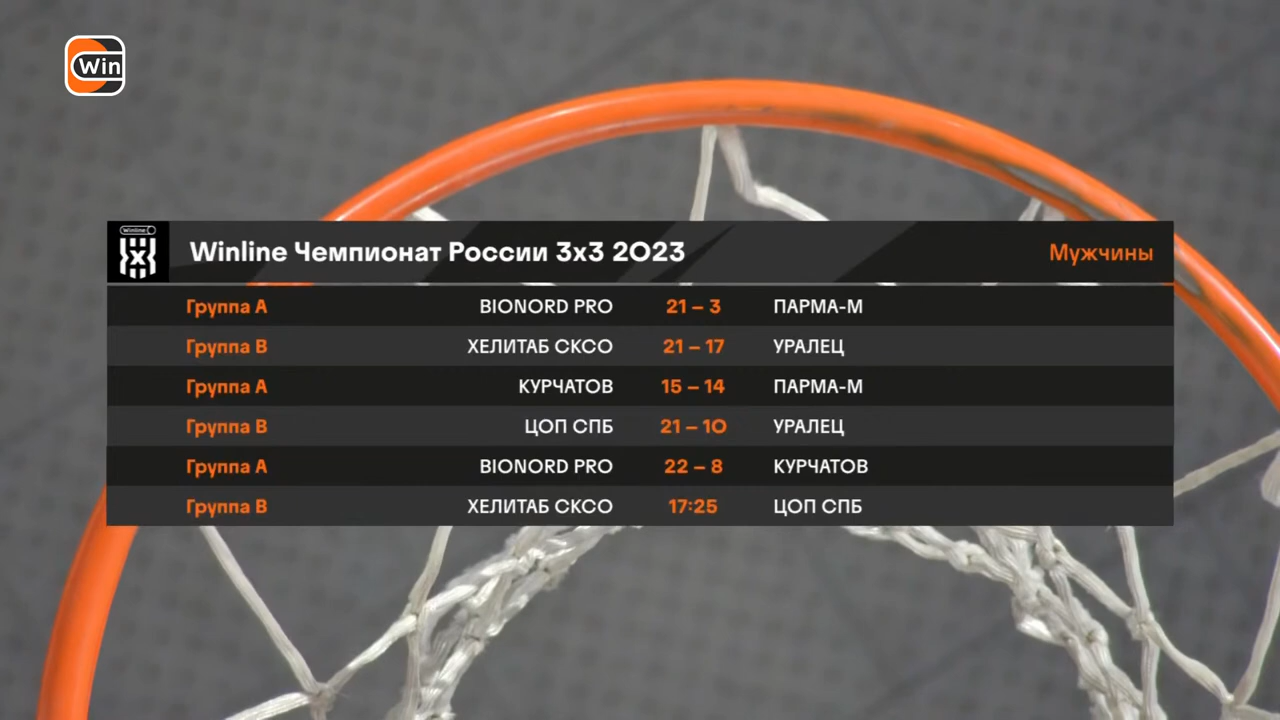 Win
Winline
Winline Чемпионат России 3x3 2023 Мужчины
Группа А BIONORD PRO 21 – 3 ПАРМА-М
Группа B ХЕЛИТАБ СКСО 21 – 17 УРАЛЕЦ
Группа А КУРЧАТОВ 15 – 14 ПАРМА-М
Группа B ЦОП СПБ 21 – 10 УРАЛЕЦ
Группа А BIONORD PRO 22 – 8 КУРЧАТОВ
Группа B ХЕЛИТАБ СКСО 17:25 ЦОП СПБ